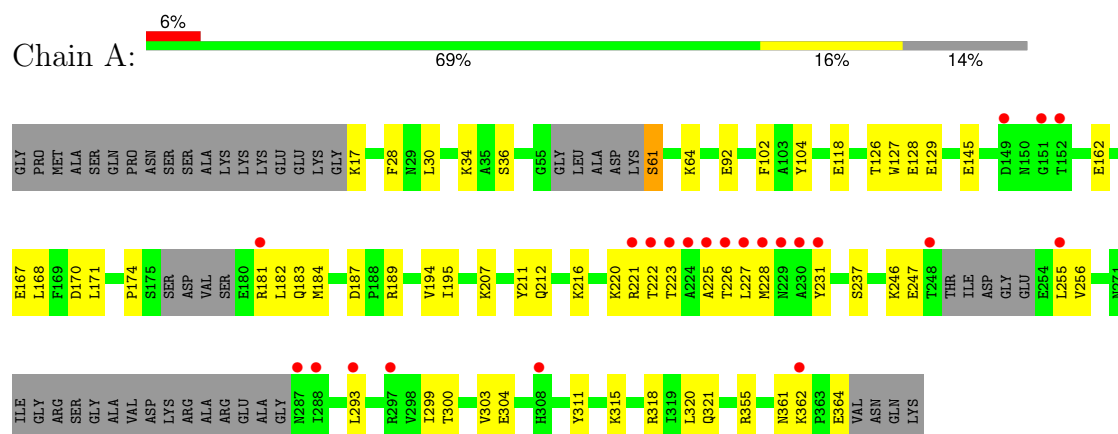 6%
Chain A:
69% 16% 14%
GLY PRO MET ALA SER GLN PRO ASN SER SER ALA LYS LYS LYS GLU GLU LYS GLY K17 F28 N29 L30 K34 A35 S36 G55 GLY LEU ALA ASP LYS S61 K64 E92 F102 A103 Y104 E118 T126 W127 E128 E129 E145 D149 N150 G151 T152 E162
E167 L168 F169 D170 L171 P174 S175 SER ASP VAL SER E180 R181 L182 Q183 M184 D187 P188 R189 V194 I195 K207 Y211 Q212 K216 K220 R221 T222 T223 A224 A225 T226 L227 M228 N229 A230 Y231 S237 K246 E247 T248 THR ILE ASP GLY GLU E254 L255 V256 N271
ILE GLY ARG SER GLY ALA VAL ASP LYS ARG ALA ARG GLU ALA GLY N287 I288 L293 R297 V298 I299 T300 V303 E304 H308 Y311 K315 R318 I319 L320 Q321 R355 N361 K362 P363 E364 VAL ASN GLN LYS